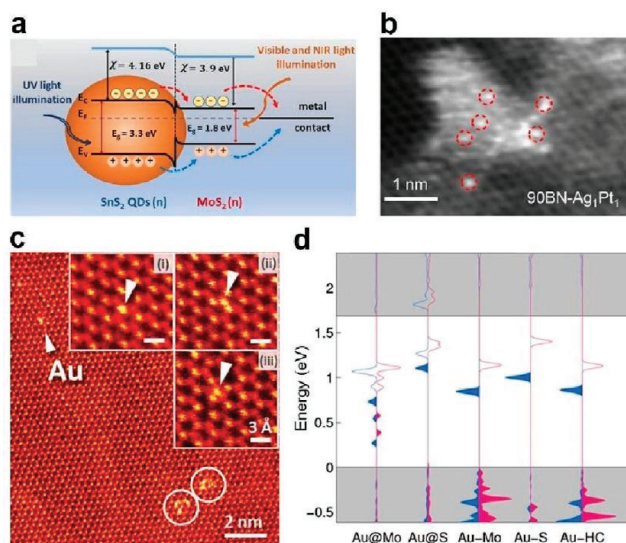 a
χ = 4.16 eV
χ = 3.9 eV
Visible and NIR light
illumination
UV light
illumination
E_C
E_F
E_V
E_g = 3.3 eV
E_g = 1.8 eV
metal
contact
SnS₂ QDs (n)
MoS₂ (n)
b
1 nm
90BN-Ag₁Pt₁
c
(i)
(ii)
(iii)
Au
3 Å
2 nm
d
Energy (eV)
2
1.5
1
0.5
0
−0.5
Au@Mo
Au@S
Au–Mo
Au–S
Au–HC